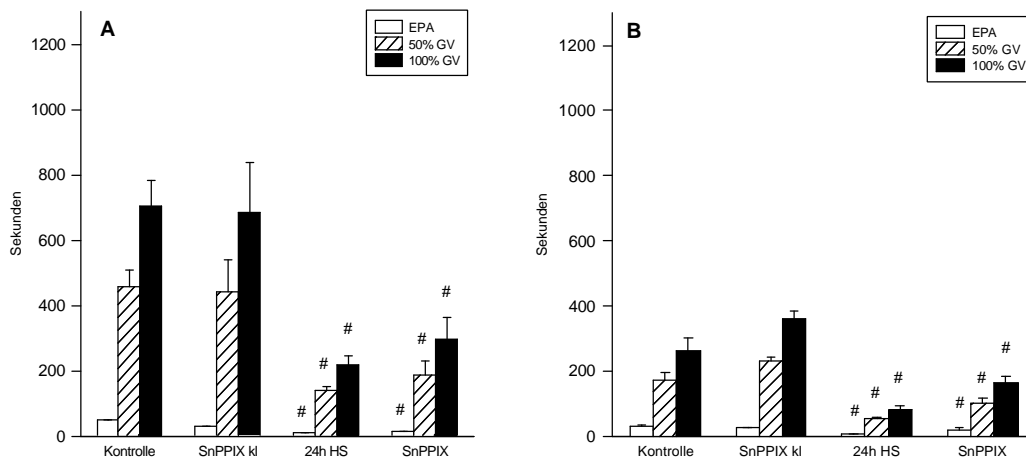 A
EPA
50% GV
100% GV
1200
1000
800
600
400
200
0
Sekunden
# # # # # #
Kontrolle SnPPIX kl 24h HS SnPPIX
B
EPA
50% GV
100% GV
1200
1000
800
600
400
200
0
Sekunden
# # # # # #
Kontrolle SnPPIX kl 24h HS SnPPIX